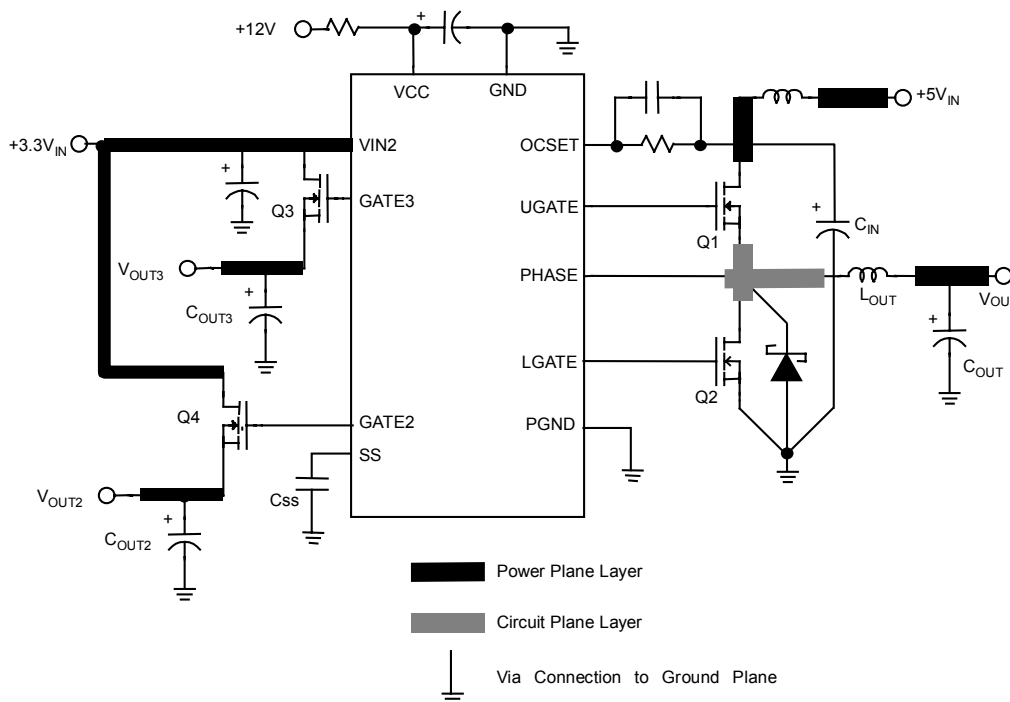 +12V
+
VCC
GND
+5VIN
+3.3VIN
VIN2
OCSET
+
Q3
GATE3
UGATE
Q1
+
CIN
VOUT3
PHASE
+
COUT3
LOUT
VOU
+
COUT
LGATE
Q2
Q4
GATE2
PGND
SS
Css
VOUT2
+
COUT2
Power Plane Layer
Circuit Plane Layer
Via Connection to Ground Plane